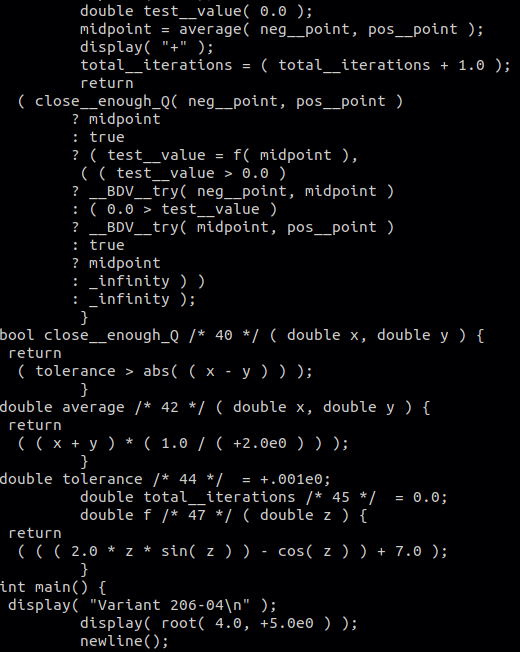 double test__value( 0.0 );
midpoint = average( neg__point, pos__point );
display( "+" );
total__iterations = ( total__iterations + 1.0 );
return
( close__enough_Q( neg__point, pos__point )
? midpoint
: true
? ( test__value = f( midpoint ),
( ( test__value > 0.0 )
? __BDV__try( neg__point, midpoint )
: ( 0.0 > test__value )
? __BDV__try( midpoint, pos__point )
: true
? midpoint
: _infinity ) )
: _infinity );
}
bool close__enough_Q /* 40 */ ( double x, double y ) {
return
( tolerance > abs( ( x - y ) ) );
}
double average /* 42 */ ( double x, double y ) {
return
( ( x + y ) * ( 1.0 / ( +2.0e0 ) ) );
}
double tolerance /* 44 */  = +.001e0;
double total__iterations /* 45 */  = 0.0;
double f /* 47 */ ( double z ) {
return
( ( ( 2.0 * z * sin( z ) ) - cos( z ) ) + 7.0 );
}
int main() {
display( "Variant 206-04\n" );
display( root( 4.0, +5.0e0 ) );
newline();